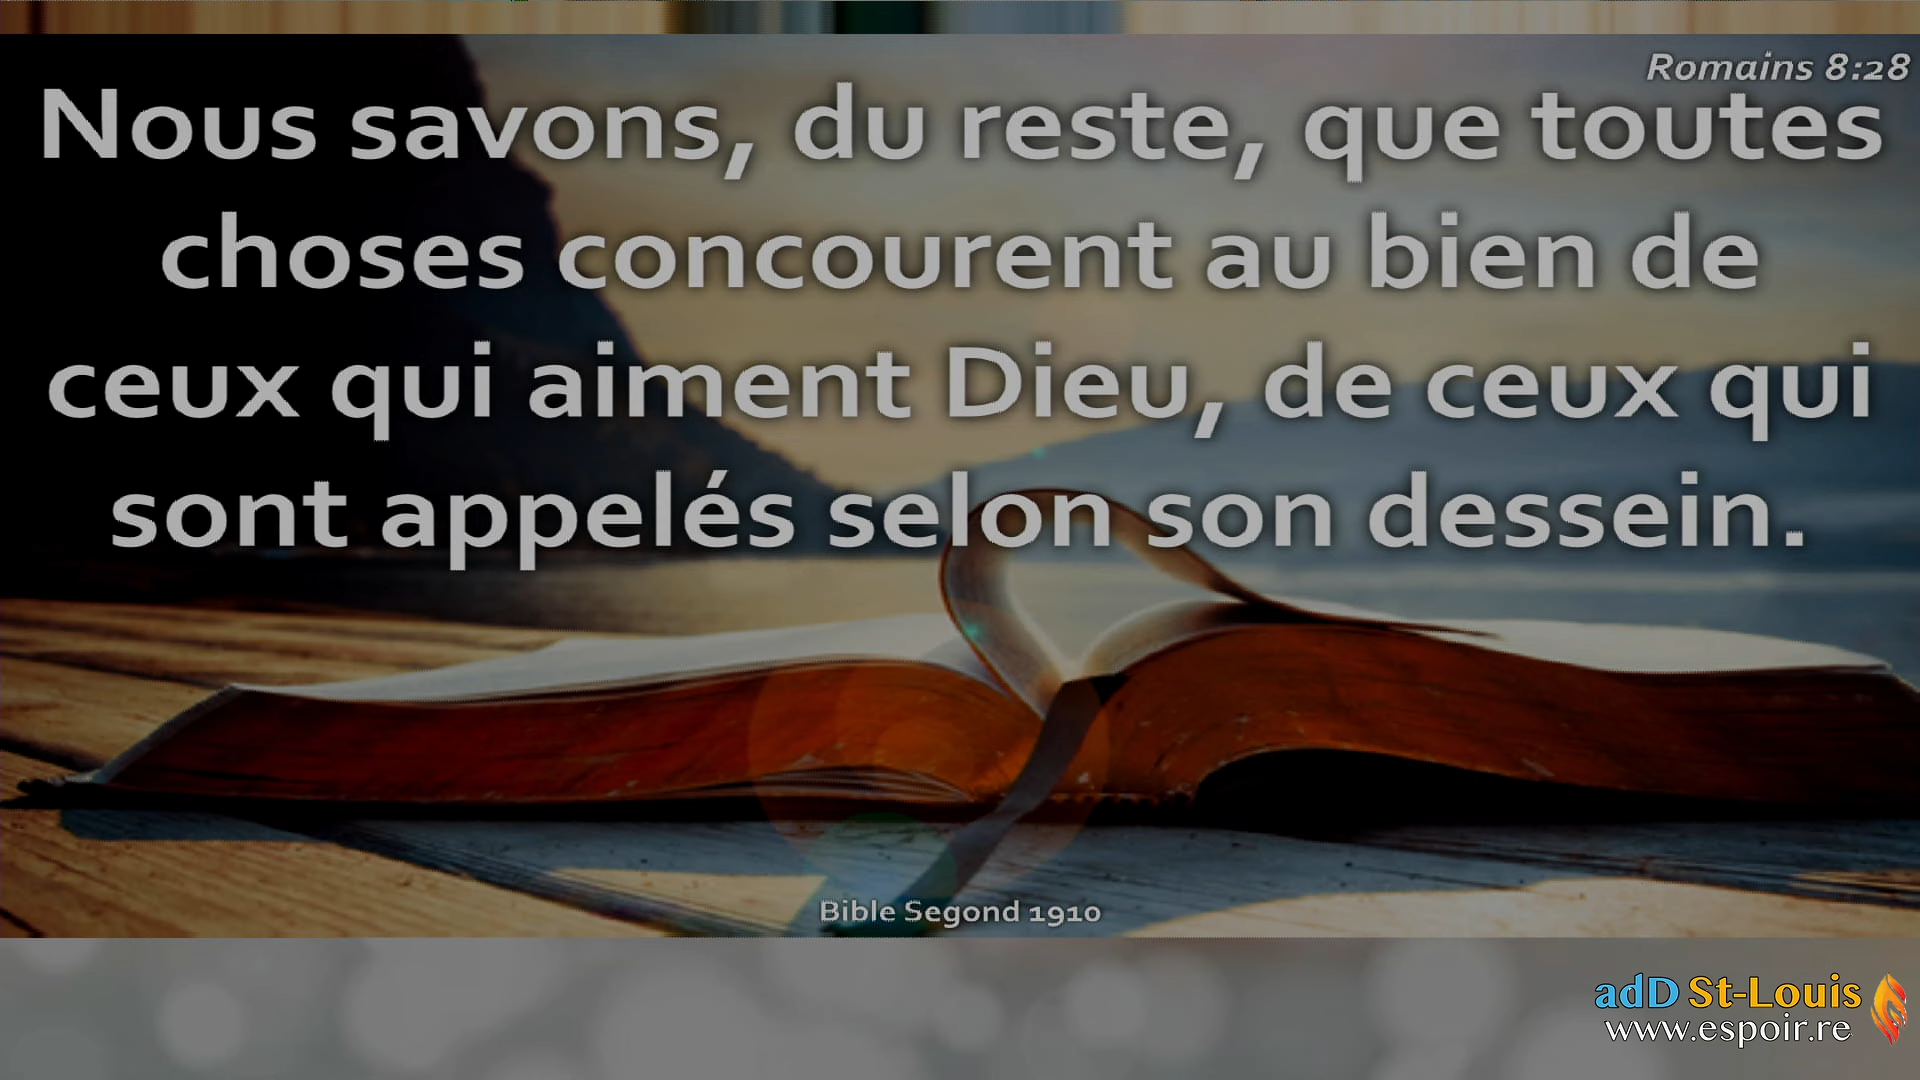 Romains 8:28
Nous savons, du reste, que toutes
choses concourent au bien de
ceux qui aiment Dieu, de ceux qui
sont appelés selon son dessein.
Bible Segond 1910
adD St-Louis
www.espoir.re